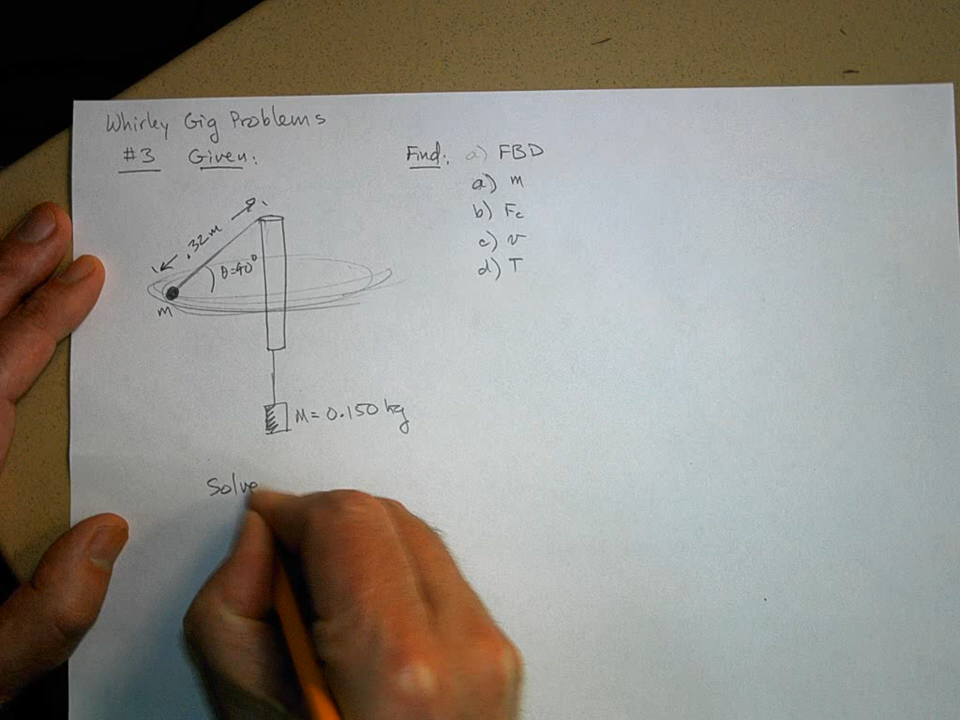 Whirley Gig Problems
#3 Given:
Find: a) FBD
a) m
b) Fc
c) v
d) T
.32m
θ=40°
m
M=0.150 kg
Solve